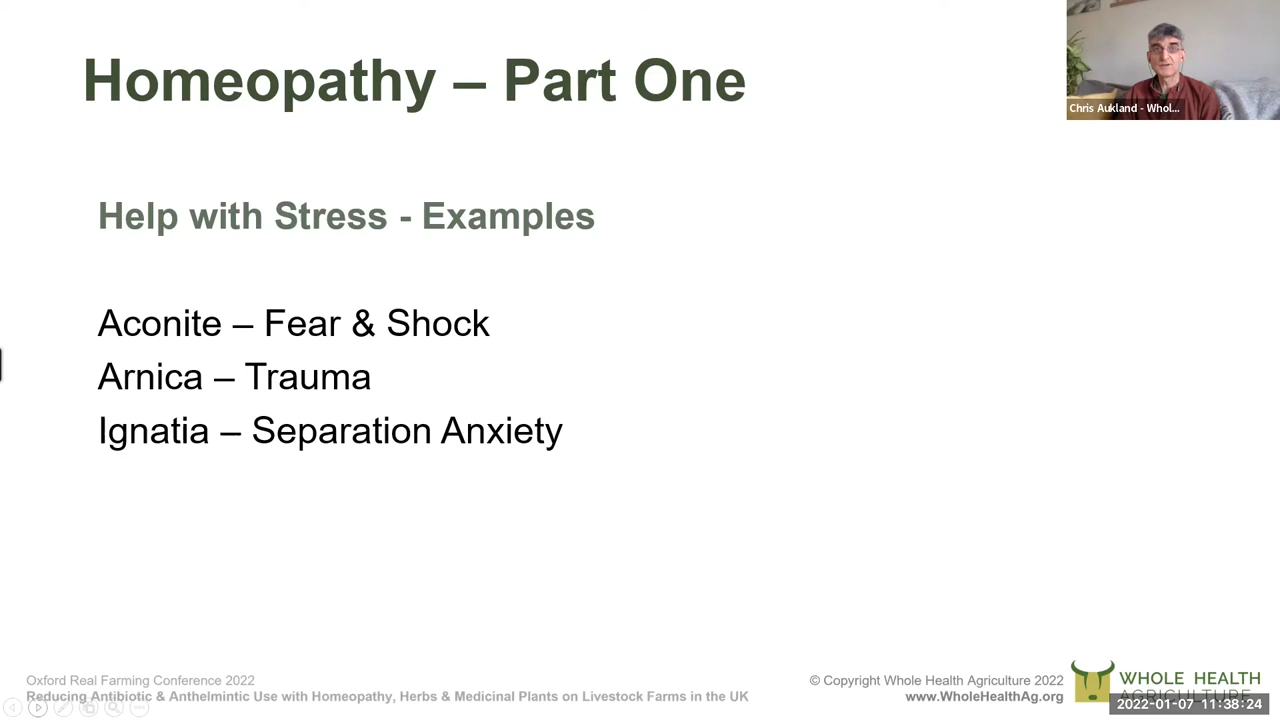 Homeopathy – Part One
Chris Aukland - Whol...
Help with Stress - Examples
Aconite – Fear & Shock
Arnica – Trauma
Ignatia – Separation Anxiety
Oxford Real Farming Conference 2022
Reducing Antibiotic & Anthelmintic Use with Homeopathy, Herbs & Medicinal Plants on Livestock Farms in the UK
© Copyright Whole Health Agriculture 2022
www.WholeHealthAg.org
WHOLE HEALTH
AGRICULTURE
2022-01-07 11:38:24